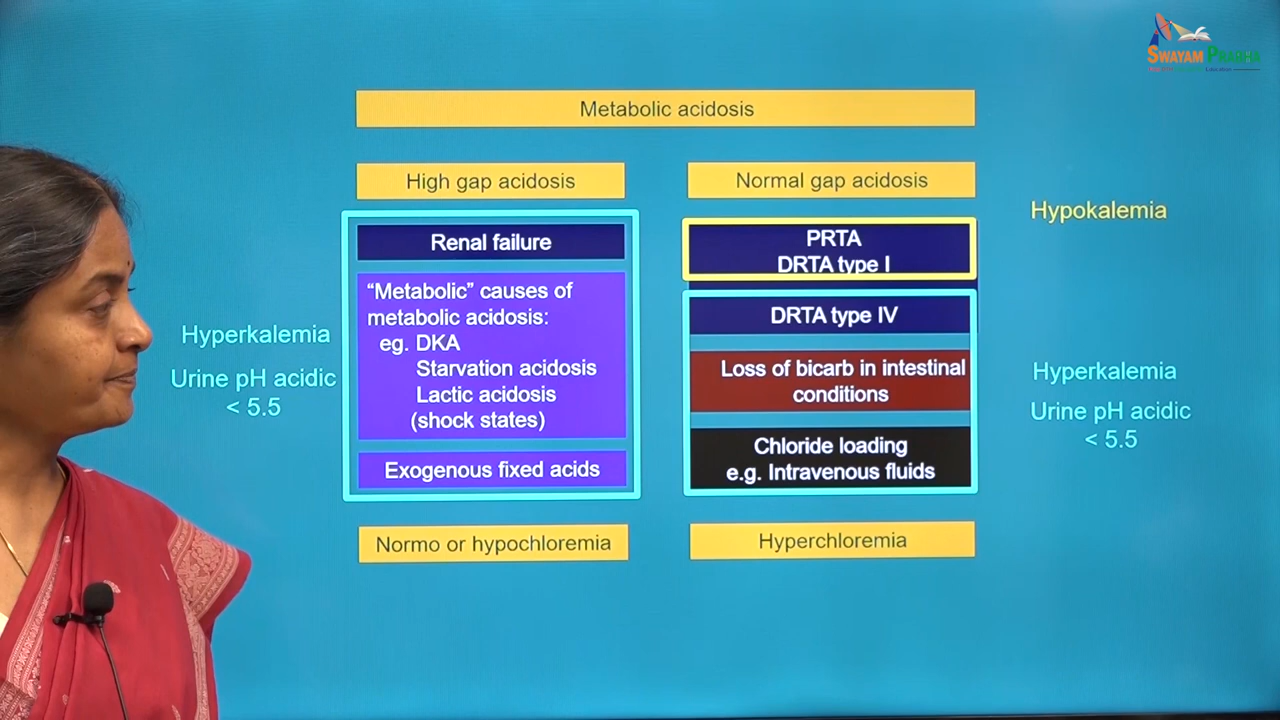 SWAYAM PRABHA
Metabolic acidosis
High gap acidosis
Normal gap acidosis
Hypokalemia
Renal failure
PRTA
DRTA type I
“Metabolic” causes of
metabolic acidosis:
eg. DKA
Starvation acidosis
Lactic acidosis
(shock states)
Exogenous fixed acids
Hyperkalemia
Urine pH acidic
< 5.5
DRTA type IV
Loss of bicarb in intestinal
conditions
Chloride loading
e.g. Intravenous fluids
Hyperkalemia
Urine pH acidic
< 5.5
Normo or hypochloremia
Hyperchloremia